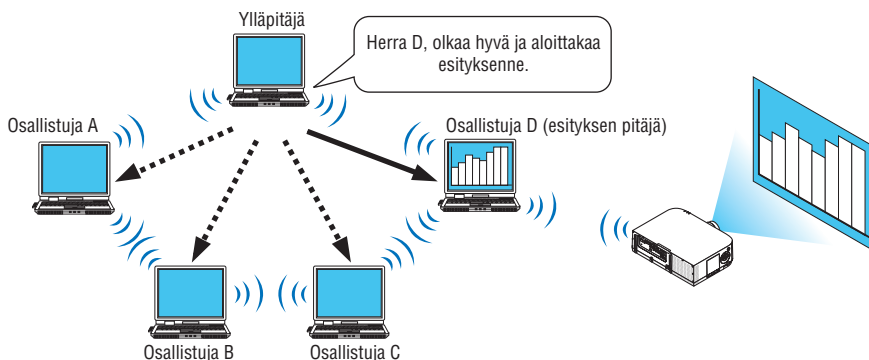 Ylläpitäjä
Herra D, olkaa hyvä ja aloittakaa
esityksenne.
Osallistuja A
Osallistuja D (esityksen pitäjä)
Osallistuja B
Osallistuja C